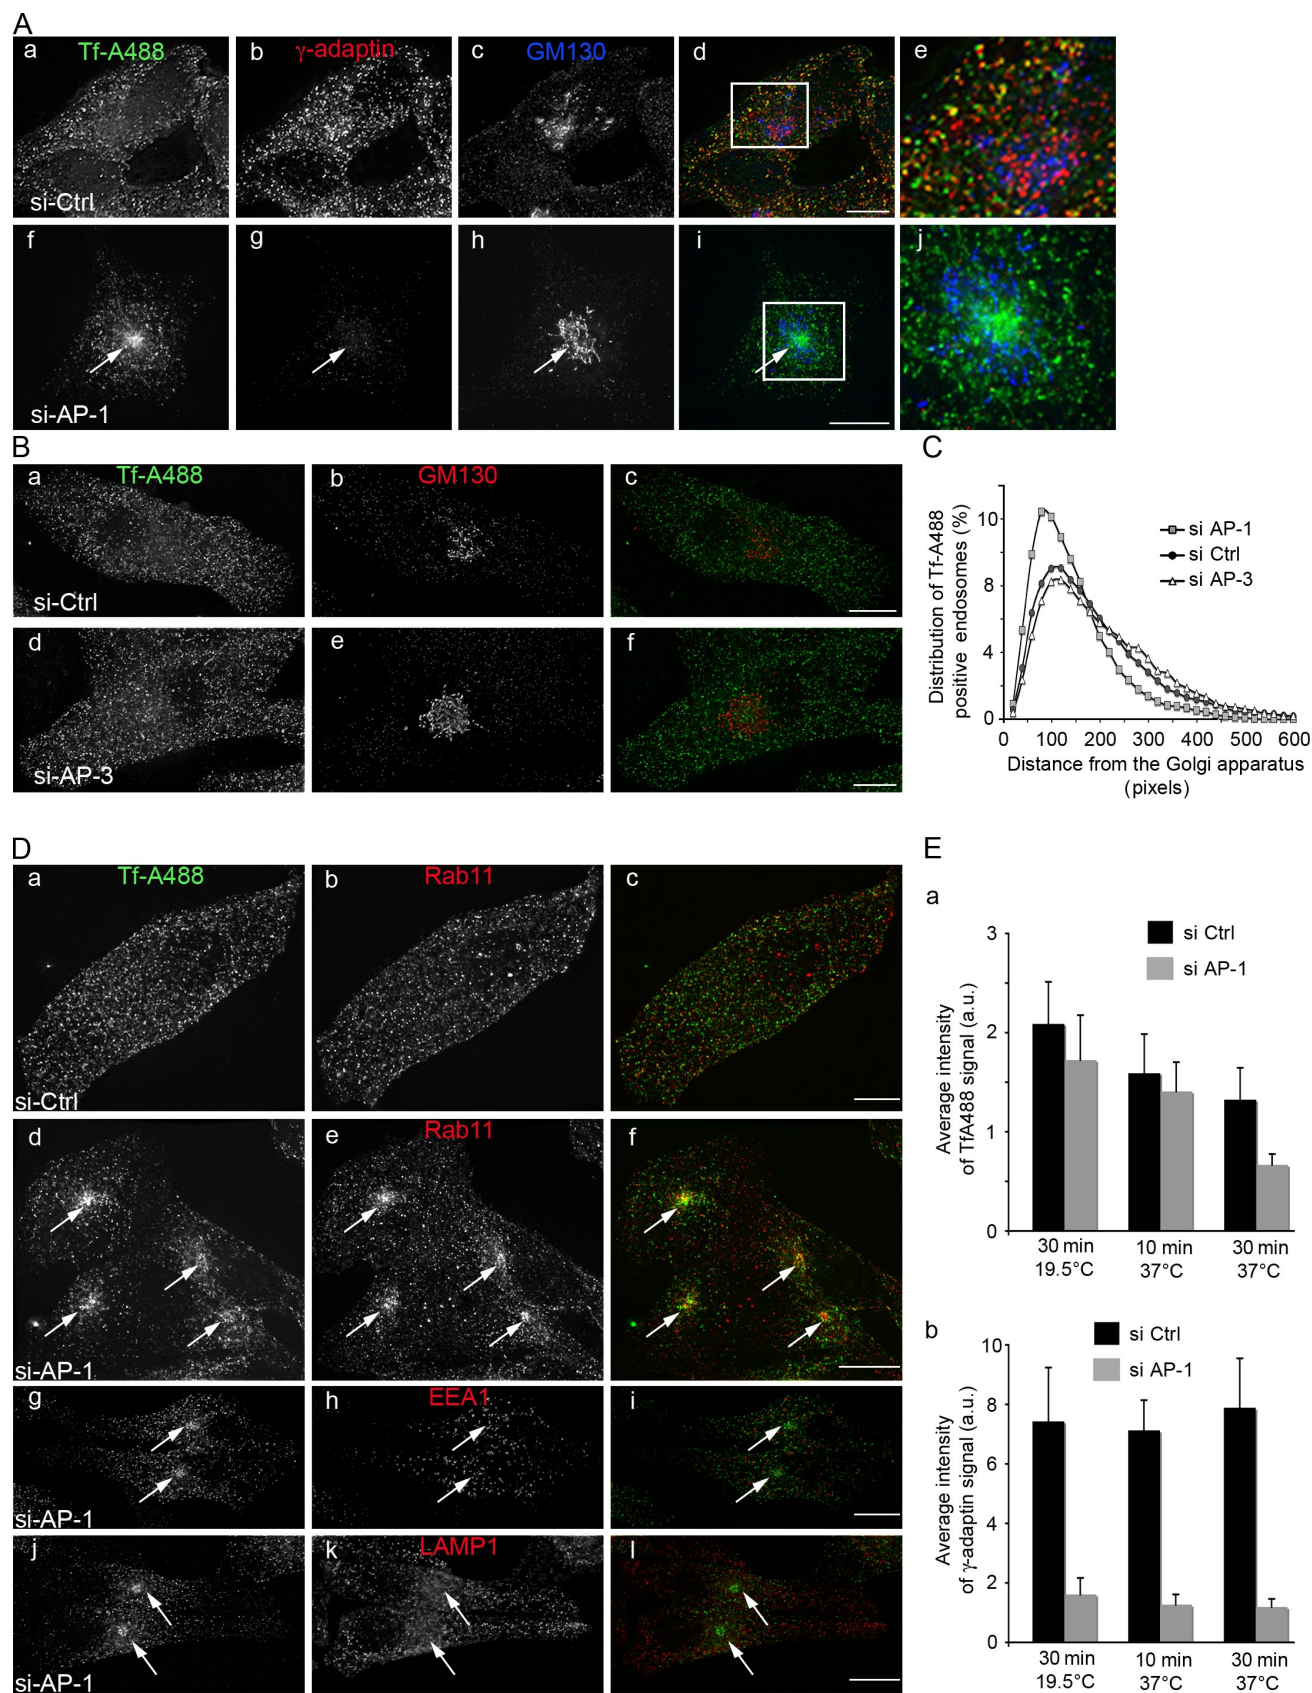 A
a Tf-A488 b γ-adaptin c GM130 d e
si-Ctrl
f g h i j
si-AP-1
B
a Tf-A488 b GM130 c
si-Ctrl
d e f
si-AP-3
C
Distribution of Tf-A488
positive endosomes (%)
10
8
4
0
si AP-1
si Ctrl
si AP-3
0 100 200 300 400 500 600
Distance from the Golgi apparatus
(pixels)
D
a Tf-A488 b Rab11 c
si-Ctrl
d e Rab11 f
si-AP-1
g h EEA1 i
si-AP-1
j k LAMP1 l
si-AP-1
E
a
Average intensity
of TfA488 signal (a.u.)
3
2
1
0
si Ctrl
si AP-1
30 min 10 min 30 min
19.5°C 37°C 37°C
b
Average intensity
of γ-adaptin signal (a.u.)
10
8
6
4
2
0
si Ctrl
si AP-1
30 min 10 min 30 min
19.5°C 37°C 37°C